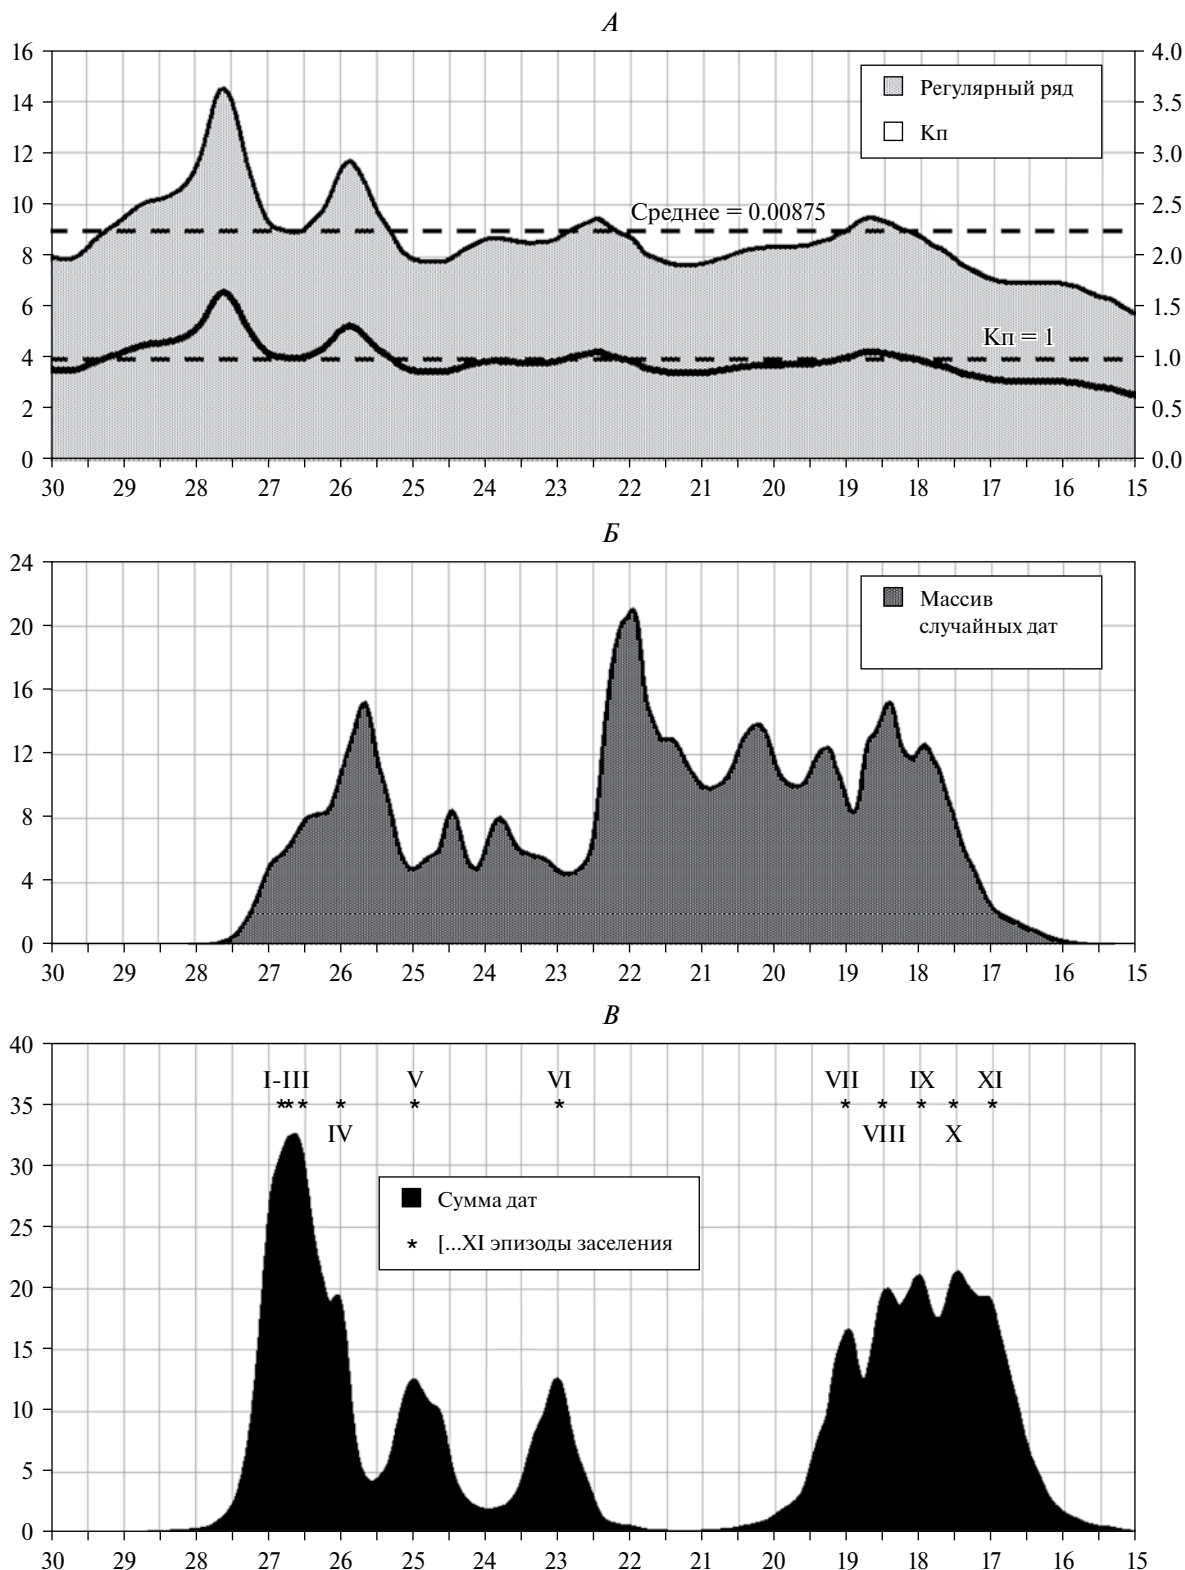 А
16
14
12
10
8
6
4
2
0
4.0
3.5
3.0
2.5
2.0
1.5
1.0
0.5
0.0
Регулярный ряд
Kп
Среднее = 0.00875
Kп = 1
30 29 28 27 26 25 24 23 22 21 20 19 18 17 16 15
Б
24
20
16
12
8
4
0
Массив
случайных дат
30 29 28 27 26 25 24 23 22 21 20 19 18 17 16 15
В
40
35
30
25
20
15
10
5
0
I-III V VI VII IX XI
* * * * * * * * * * *
IV VIII X
Сумма дат
* [...XI эпизоды заселения
30 29 28 27 26 25 24 23 22 21 20 19 18 17 16 15